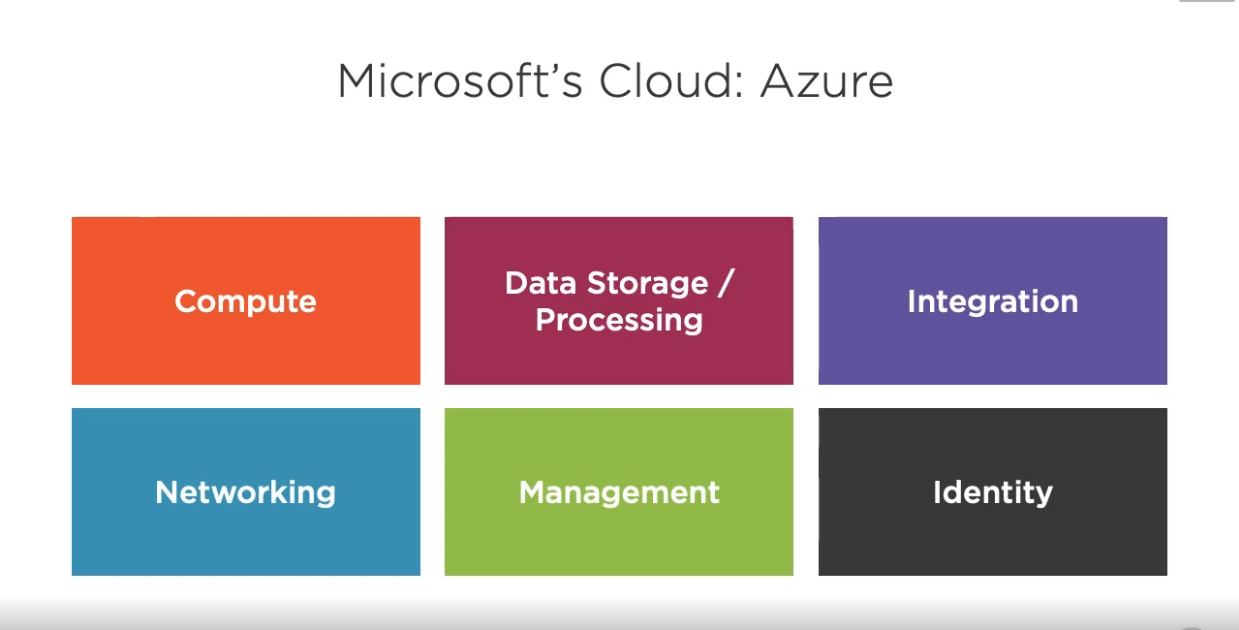 Microsoft’s Cloud: Azure
Compute
Data Storage /
Processing
Integration
Networking
Management
Identity